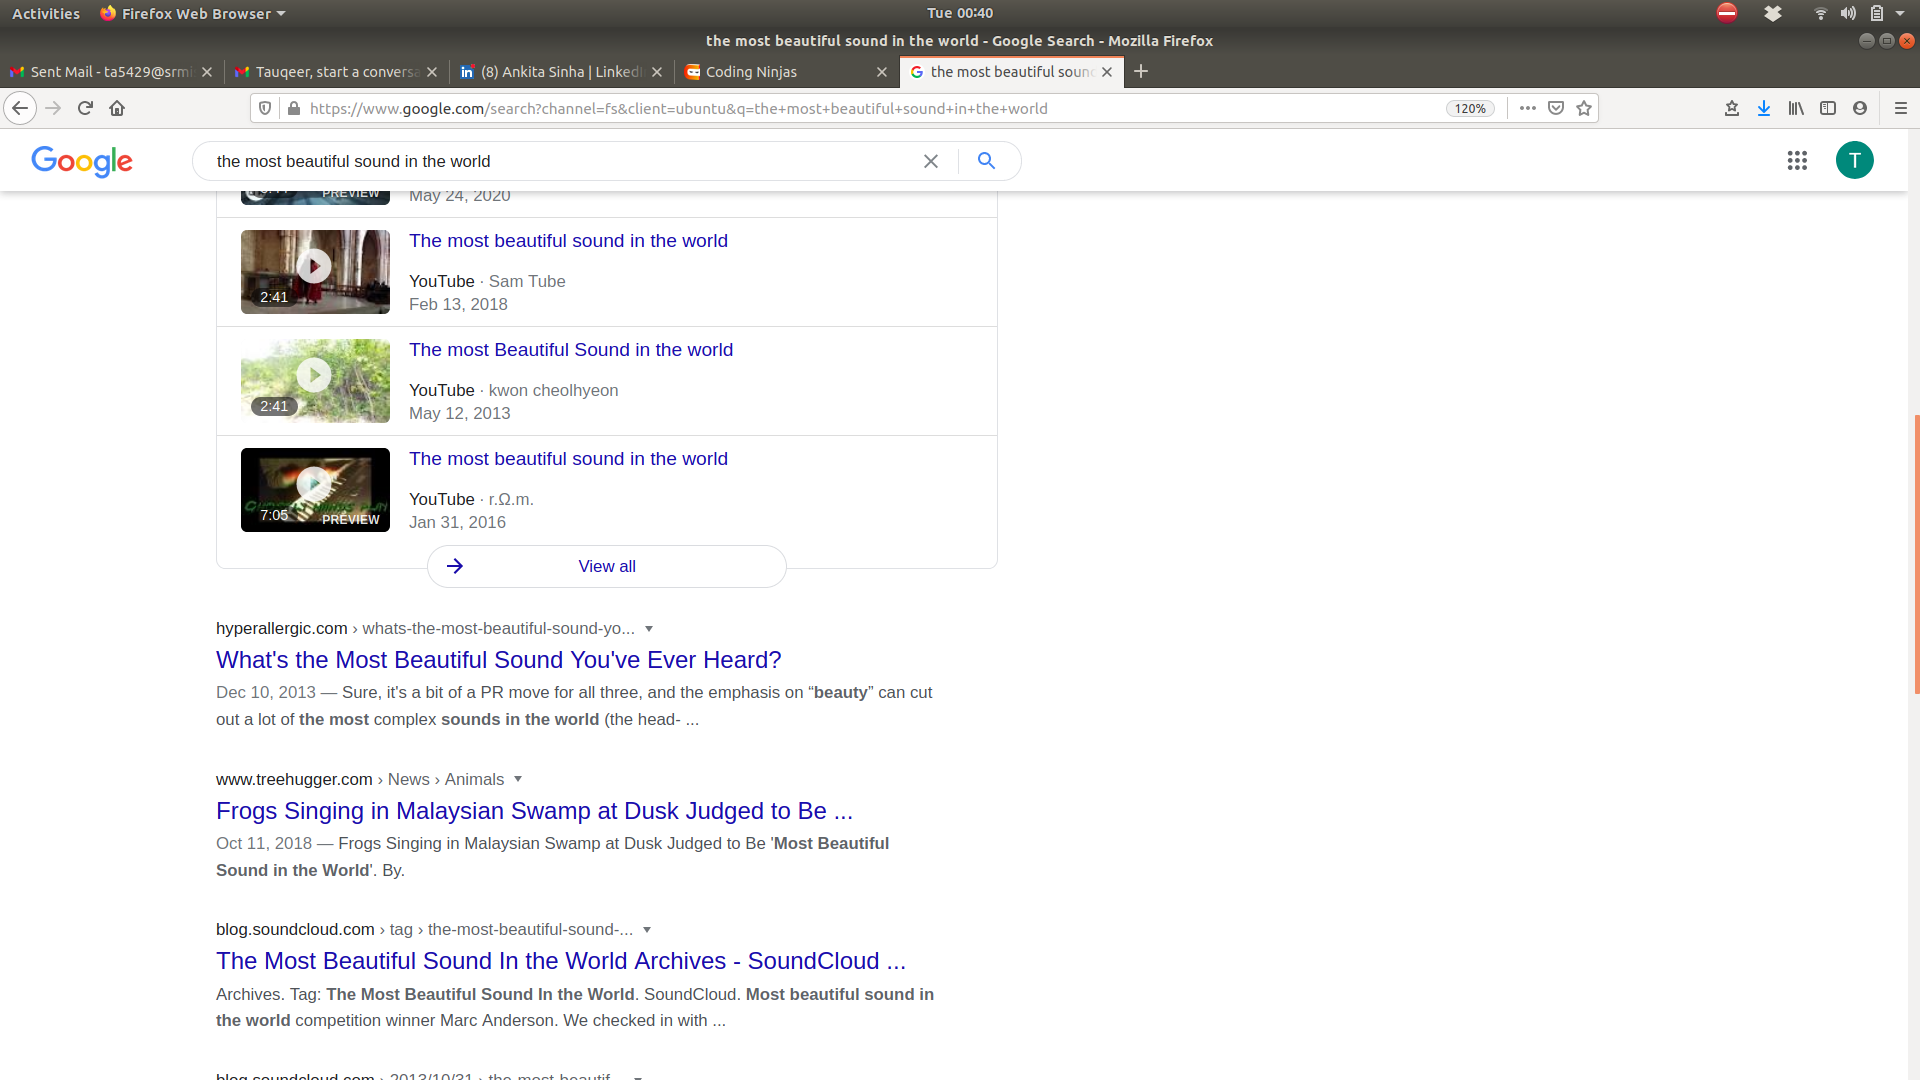 Activities
Firefox Web Browser
Tue 00:40
the most beautiful sound in the world - Google Search - Mozilla Firefox
Sent Mail - ta5429@srmi
Tauqeer, start a conversa
(8) Ankita Sinha | LinkedI
Coding Ninjas
the most beautiful soun
https://www.google.com/search?channel=fs&client=ubuntu&q=the+most+beautiful+sound+in+the+world
120%
Google
the most beautiful sound in the world
T
PREVIEW
May 24, 2020
The most beautiful sound in the world
YouTube · Sam Tube
2:41
Feb 13, 2018
The most Beautiful Sound in the world
YouTube · kwon cheolhyeon
2:41
May 12, 2013
The most beautiful sound in the world
YouTube · r.Ω.m.
7:05
PREVIEW
Jan 31, 2016
View all
hyperallergic.com › whats-the-most-beautiful-sound-yo...
What's the Most Beautiful Sound You've Ever Heard?
Dec 10, 2013 — Sure, it's a bit of a PR move for all three, and the emphasis on “beauty” can cut
out a lot of the most complex sounds in the world (the head- ...
www.treehugger.com › News › Animals
Frogs Singing in Malaysian Swamp at Dusk Judged to Be ...
Oct 11, 2018 — Frogs Singing in Malaysian Swamp at Dusk Judged to Be 'Most Beautiful
Sound in the World'. By.
blog.soundcloud.com › tag › the-most-beautiful-sound-...
The Most Beautiful Sound In the World Archives - SoundCloud ...
Archives. Tag: The Most Beautiful Sound In the World. SoundCloud. Most beautiful sound in
the world competition winner Marc Anderson. We checked in with ...
blog.soundcloud.com › 2013/10/31 › the-most-beautif...